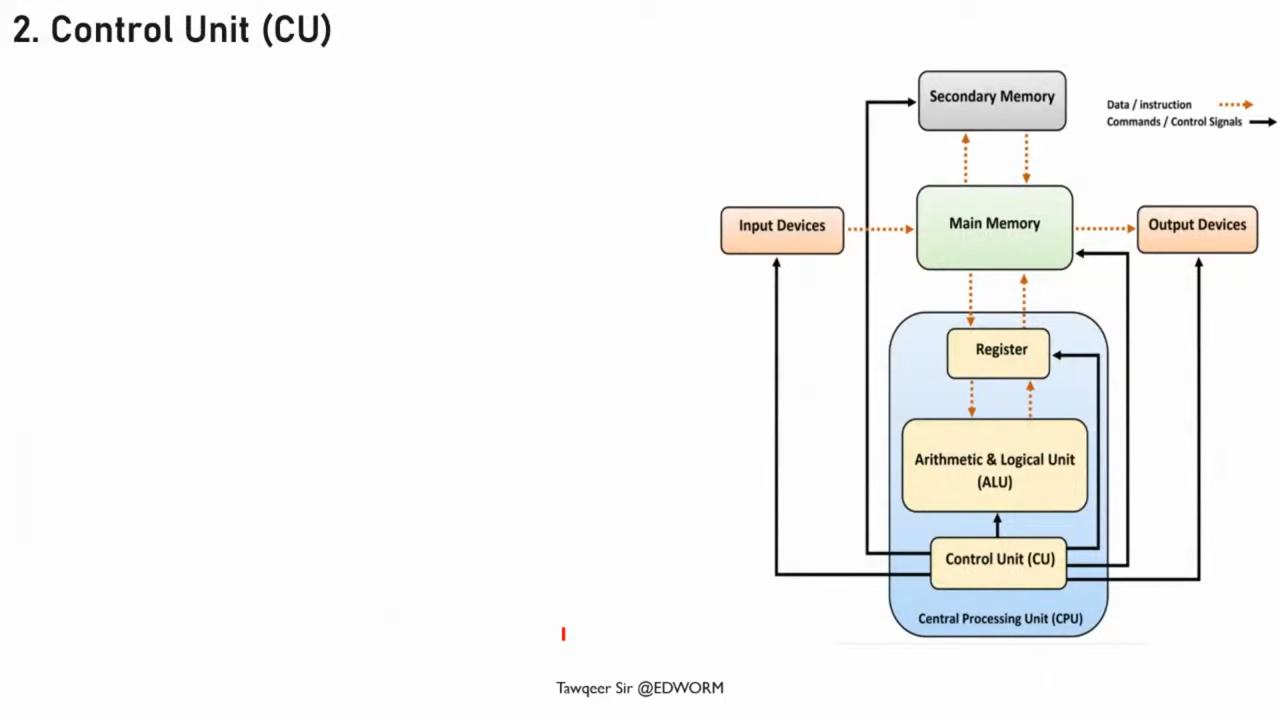 2. Control Unit (CU)
Secondary Memory
Data / instruction
Commands / Control Signals
Input Devices
Main Memory
Output Devices
Register
Arithmetic & Logical Unit
(ALU)
Control Unit (CU)
Central Processing Unit (CPU)
Tawqeer Sir @EDWORM